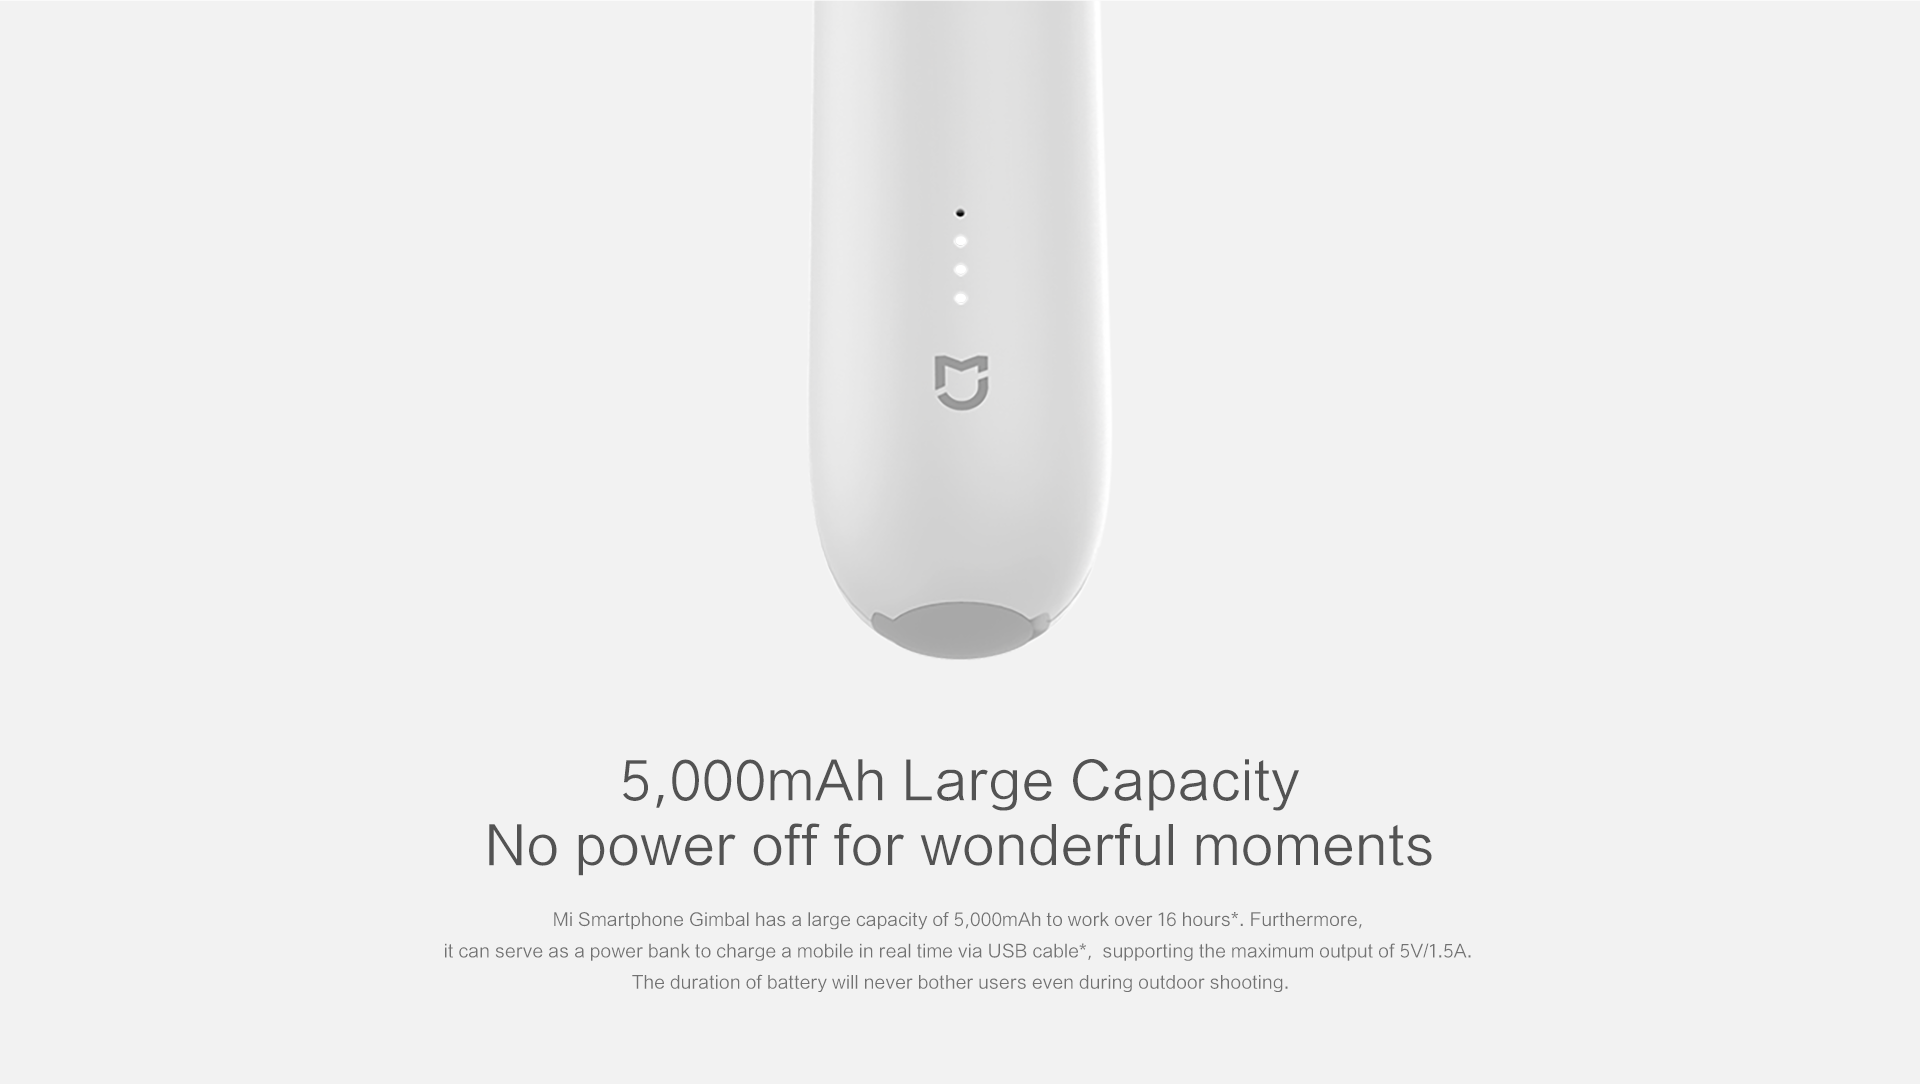 5,000mAh Large Capacity
No power off for wonderful moments
Mi Smartphone Gimbal has a large capacity of 5,000mAh to work over 16 hours*. Furthermore,
it can serve as a power bank to charge a mobile in real time via USB cable*,  supporting the maximum output of 5V/1.5A.
The duration of battery will never bother users even during outdoor shooting.